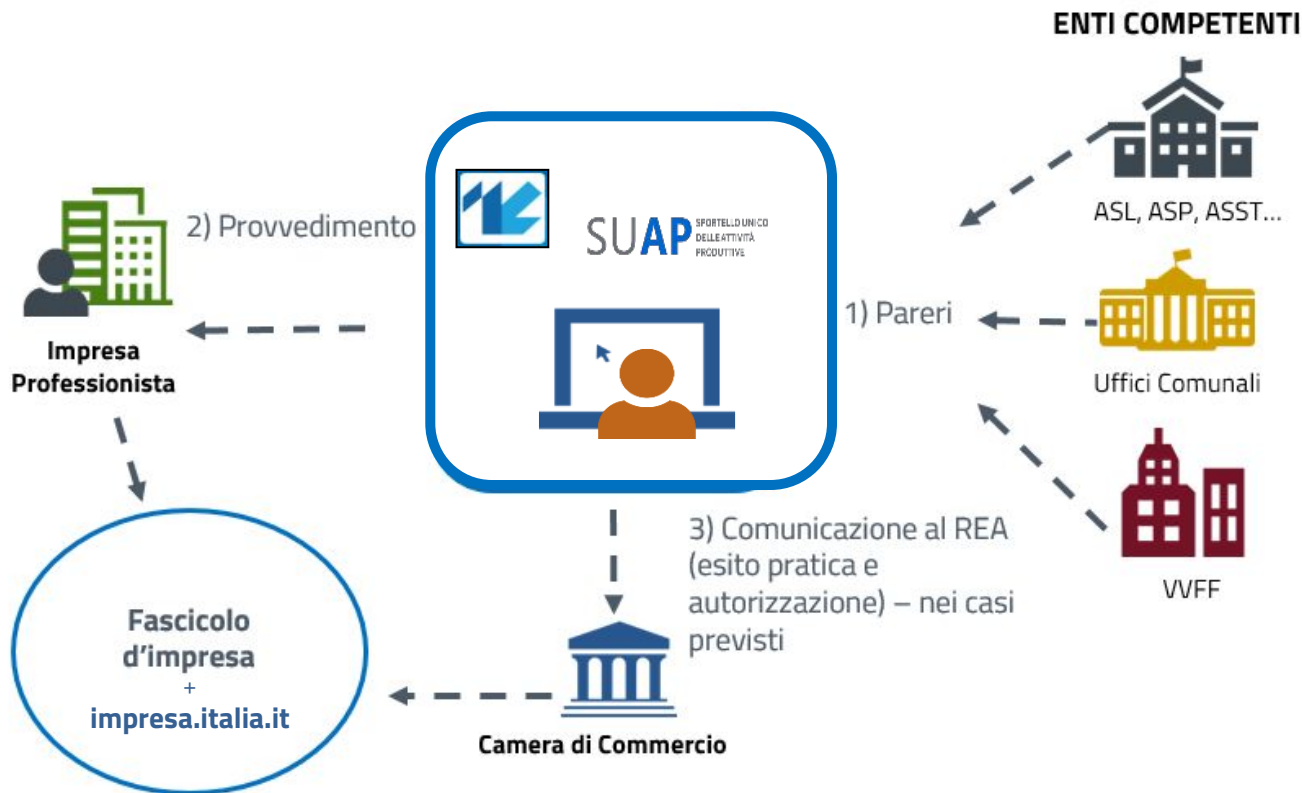 ENTI COMPETENTI
ASL, ASP, ASST...
2) Provvedimento
SUAP SPORTELLO UNICO
DELLE ATTIVITÀ
PRODUTTIVE
1) Pareri
Impresa
Professionista
Uffici Comunali
3) Comunicazione al REA
(esito pratica e
autorizzazione) – nei casi
previsti
VVFF
Fascicolo
d’impresa
+
impresa.italia.it
Camera di Commercio